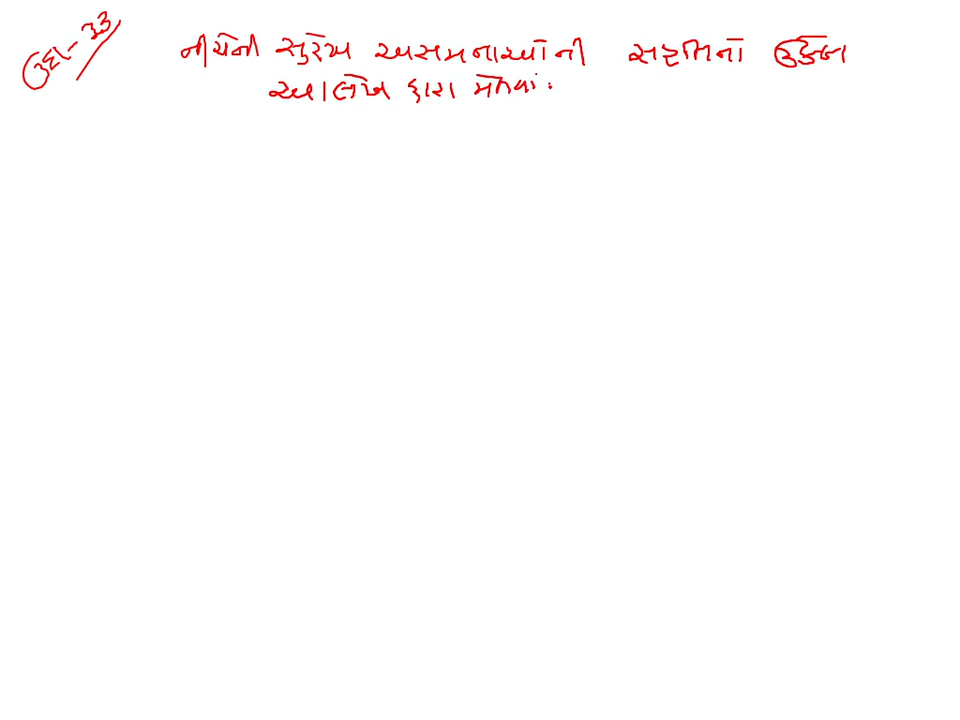 ઉદા-33
નીચેની સુરેખ અસમતાઓની સંહતિનો ઉકેલ
આલેખ દ્વારા મેળવો.